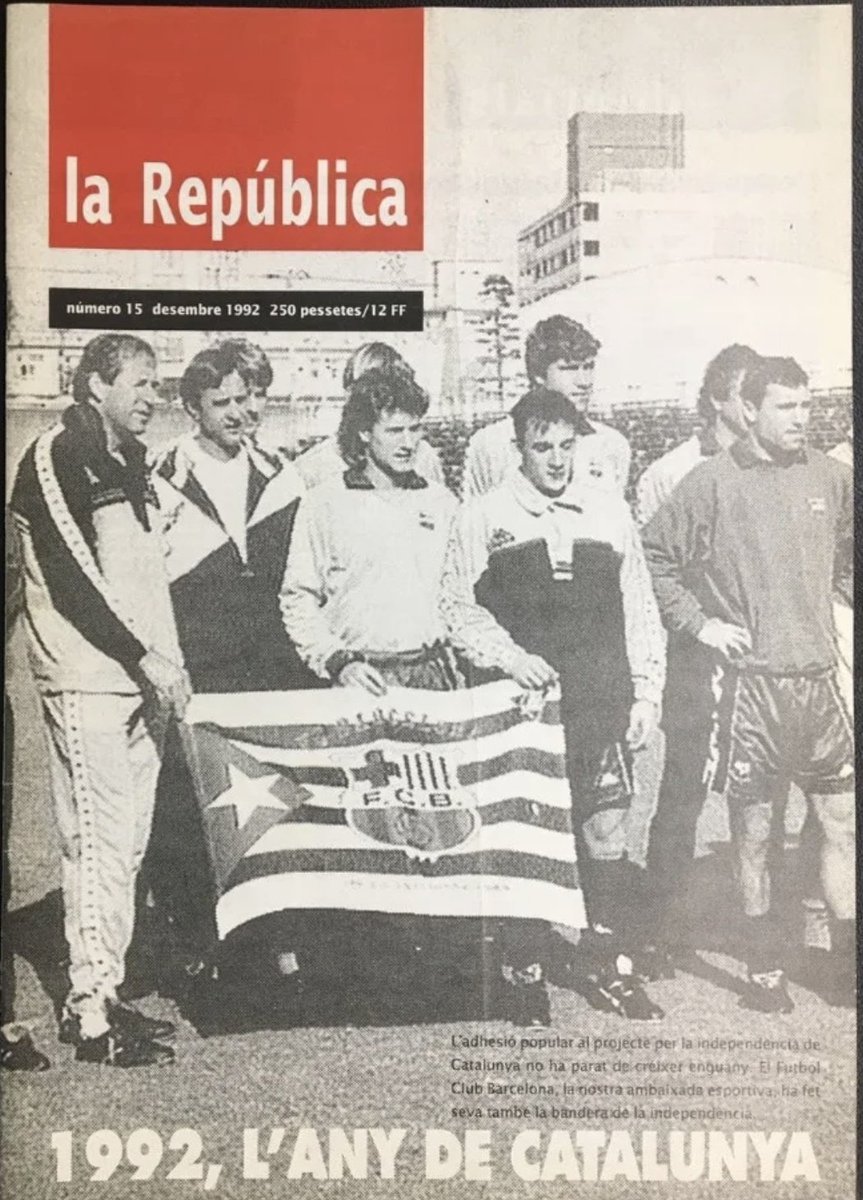 la República
número 15 desembre 1992 250 pessetes/12 FF
F.C.B.
L'adhesió popular al projecte per la independència de
Catalunya no ha parat de créixer enguany. El Futbol
Club Barcelona, la nostra ambaixada esportiva, ha fet
seva també la bandera de la independència.
1992, L'ANY DE CATALUNYA